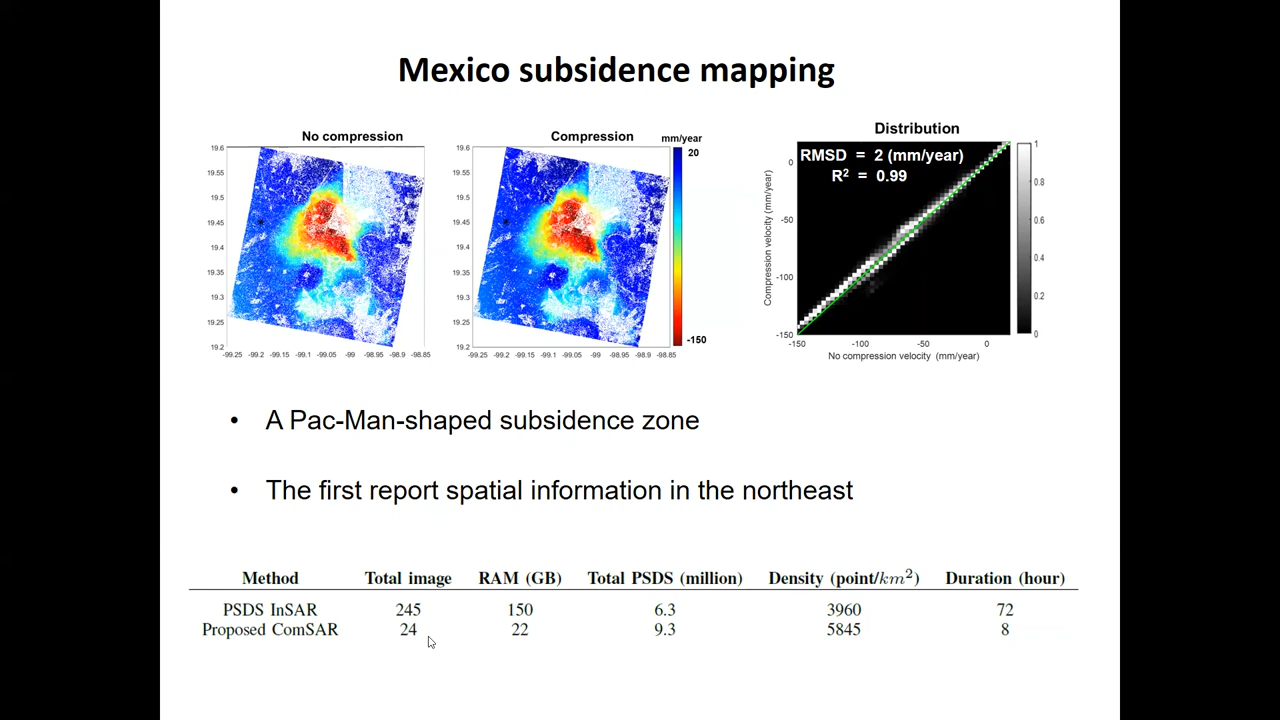 Mexico subsidence mapping
No compression
Compression
mm/year
20
-150
19.6
19.55
19.5
19.45
19.4
19.35
19.3
19.25
19.2
-99.25 -99.2 -99.15 -99.1 -99.05 -99 -98.95 -98.9 -98.85
19.6
19.55
19.5
19.45
19.4
19.35
19.3
19.25
19.2
-99.25 -99.2 -99.15 -99.1 -99.05 -99 -98.95 -98.9 -98.85
Distribution
RMSD = 2 (mm/year)
R² = 0.99
Compression velocity (mm/year)
0
-50
-100
-150
-150 -100 -50 0
No compression velocity (mm/year)
1
0.8
0.6
0.4
0.2
0
• A Pac-Man-shaped subsidence zone
• The first report spatial information in the northeast
Method Total image RAM (GB) Total PSDS (million) Density (point/km²) Duration (hour)
PSDS InSAR 245 150 6.3 3960 72
Proposed ComSAR 24 22 9.3 5845 8